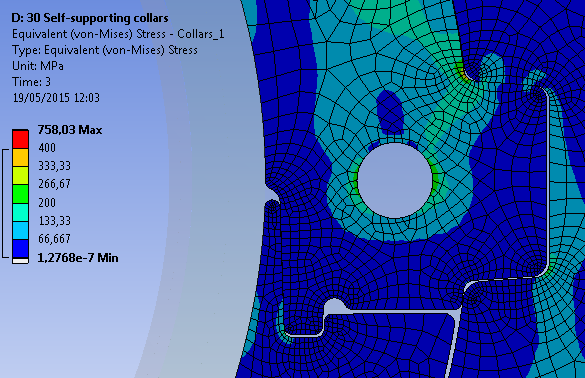 D: 30 Self-supporting collars
Equivalent (von-Mises) Stress - Collars_1
Type: Equivalent (von-Mises) Stress
Unit: MPa
Time: 3
19/05/2015 12:03
758,03 Max
400
333,33
266,67
200
133,33
66,667
1,2768e-7 Min